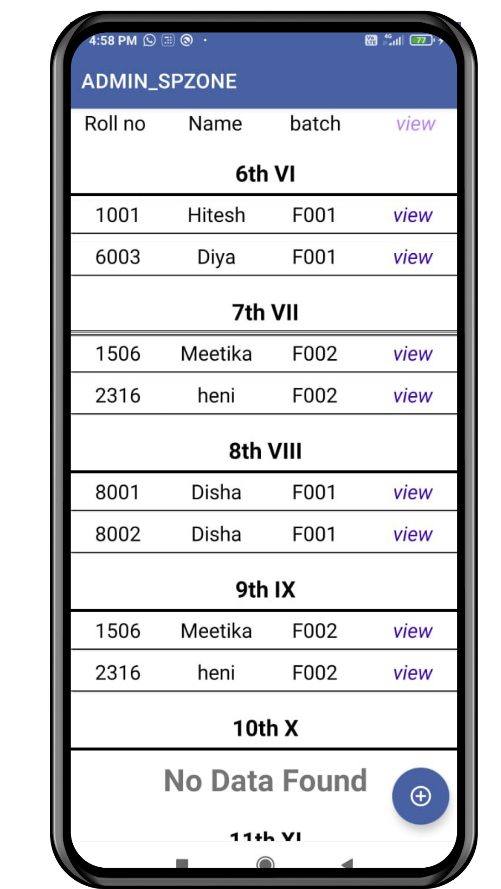 4:58 PM 4G 77
ADMIN_SPZONE
Roll no Name batch view
6th VI
1001 Hitesh F001 view
6003 Diya F001 view
7th VII
1506 Meetika F002 view
2316 heni F002 view
8th VIII
8001 Disha F001 view
8002 Disha F001 view
9th IX
1506 Meetika F002 view
2316 heni F002 view
10th X
No Data Found
11th XI